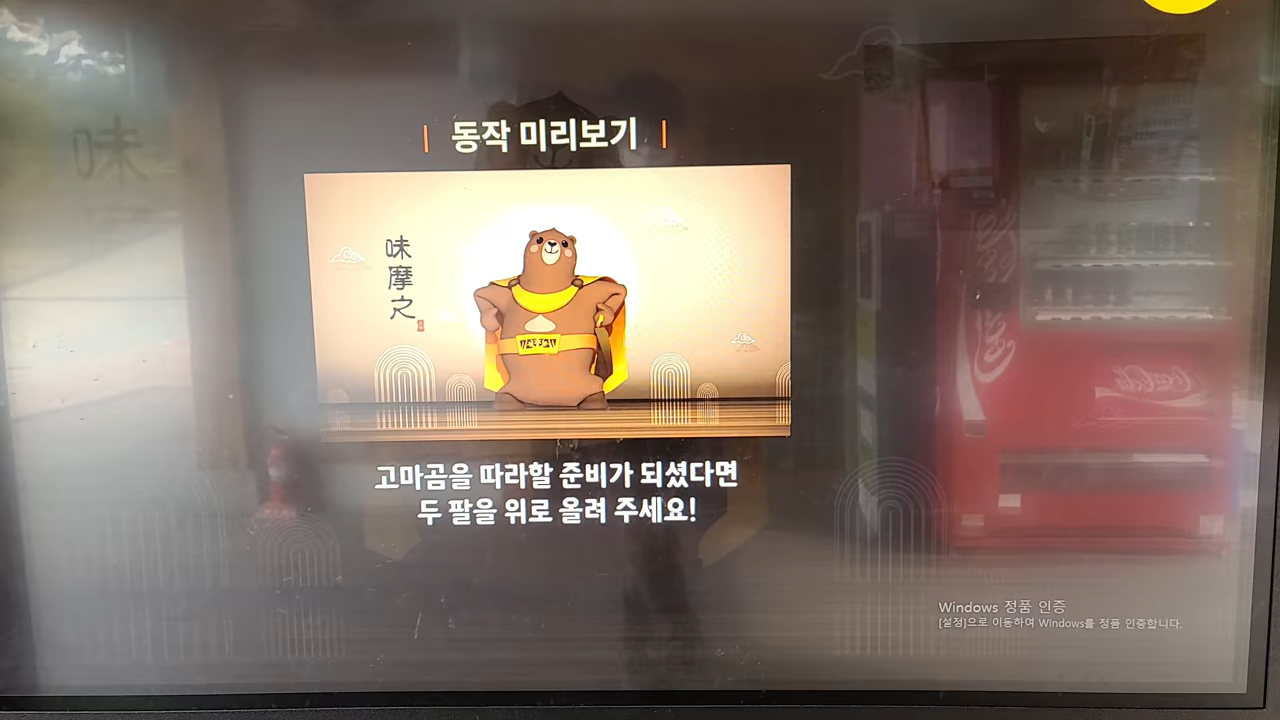 동작 미리보기
味
摩
之
고마곰을 따라할 준비가 되셨다면
두 팔을 위로 올려 주세요!
Windows 정품 인증
[설정]으로 이동하여 Windows를 정품 인증합니다.
味
Coca-Cola